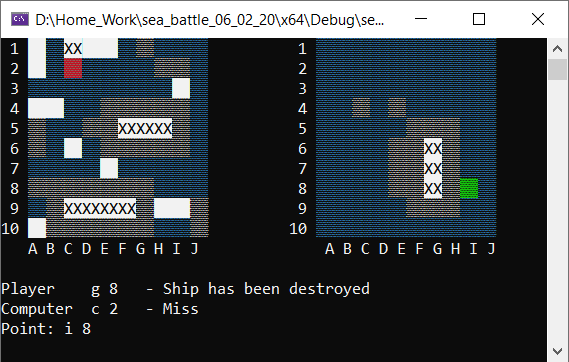 D:\Home_Work\sea_battle_06_02_20\x64\Debug\se...
1 XX 1
2 2
3 3
4 4
5 XXXXXX 5
6 6 XX
7 7 XX
8 8 XX
9 XXXXXXXX 9
10 10
A B C D E F G H I J A B C D E F G H I J
Player g 8 - Ship has been destroyed
Computer c 2 - Miss
Point: i 8